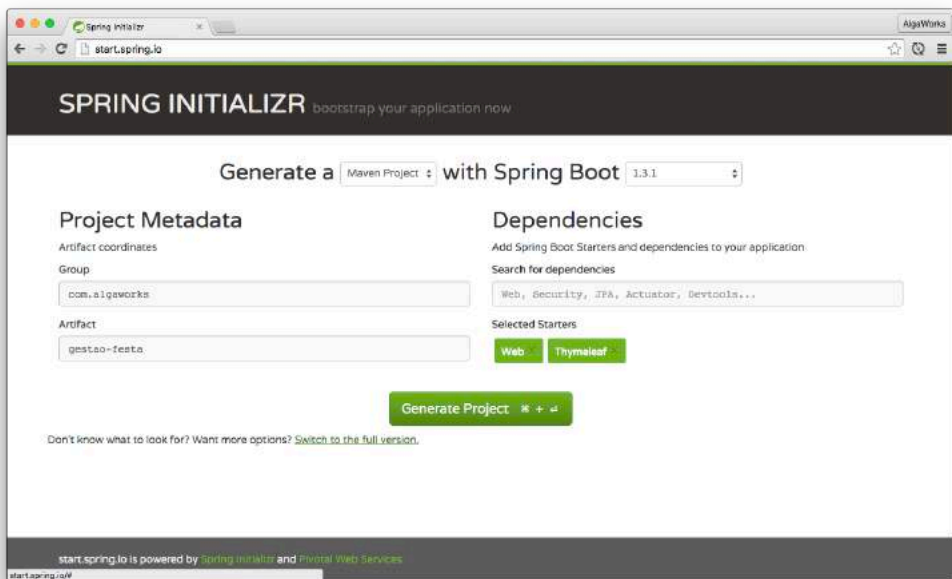 Spring Initializr
AlgaWorks
start.spring.io
SPRING INITIALIZR bootstrap your application now
Generate a Maven Project with Spring Boot 1.3.1
Project Metadata
Artifact coordinates
Group
com.algaworks
Artifact
gestao-festa
Dependencies
Add Spring Boot Starters and dependencies to your application
Search for dependencies
Web, Security, JPA, Actuator, Devtools...
Selected Starters
Web × Thymeleaf ×
Generate Project ⌘ + ⏎
Don't know what to look for? Want more options? Switch to the full version.
start.spring.io is powered by Spring Initializr and Pivotal Web Services
start.spring.io/#